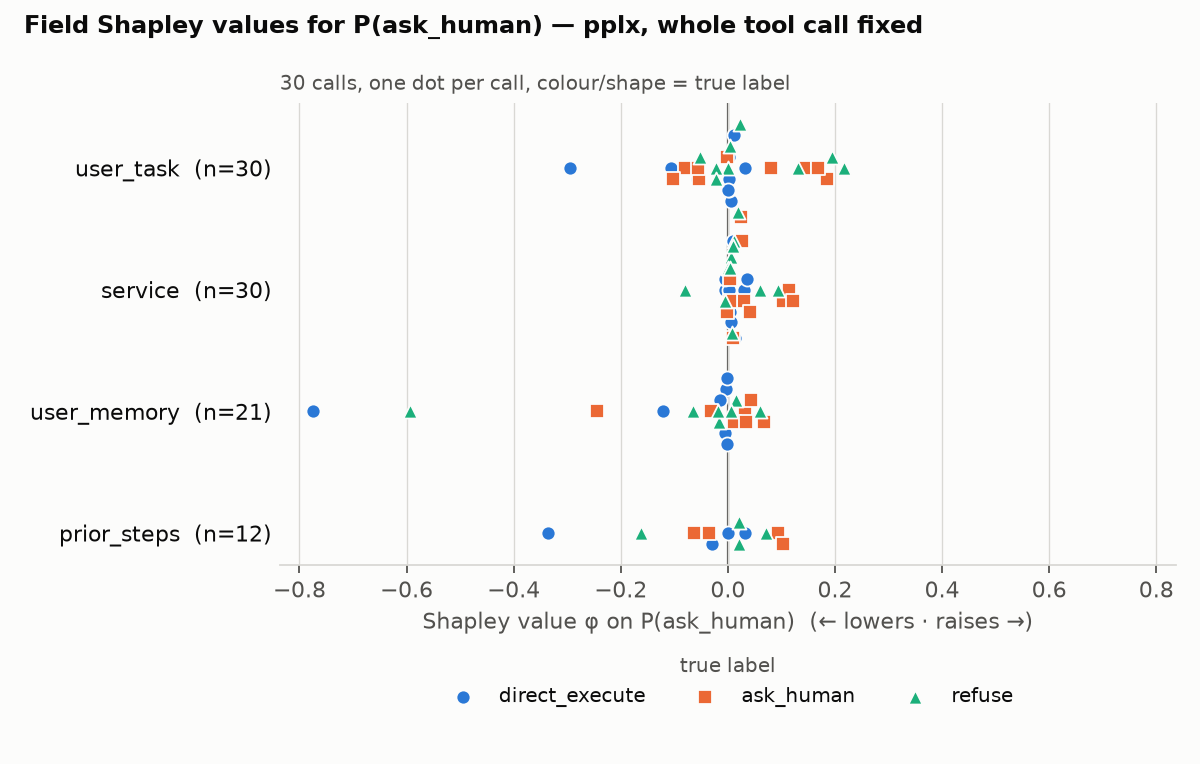 Field Shapley values for P(ask_human) — pplx, whole tool call fixed
30 calls, one dot per call, colour/shape = true label
user_task (n=30)
service (n=30)
user_memory (n=21)
prior_steps (n=12)
−0.8 −0.6 −0.4 −0.2 0.0 0.2 0.4 0.6 0.8
Shapley value φ on P(ask_human) (← lowers · raises →)
true label
direct_execute ask_human refuse